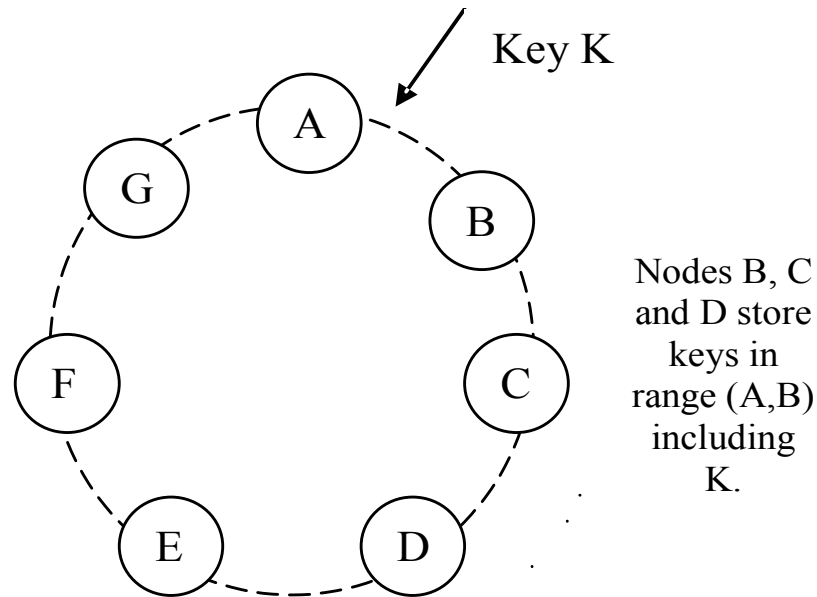 Key K
A
G
B
Nodes B, C
and D store
keys in
range (A,B)
including
K.
F
C
E
D